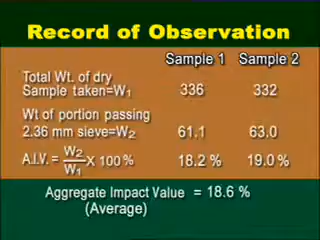 Record of Observation
Sample 1 Sample 2
Total Wt. of dry
Sample taken=W1 336 332
Wt of portion passing
2.36 mm sieve=W2 61.1 63.0
A.I.V. = W2/W1 X 100 % 18.2 % 19.0 %
Aggregate Impact Value = 18.6 %
(Average)